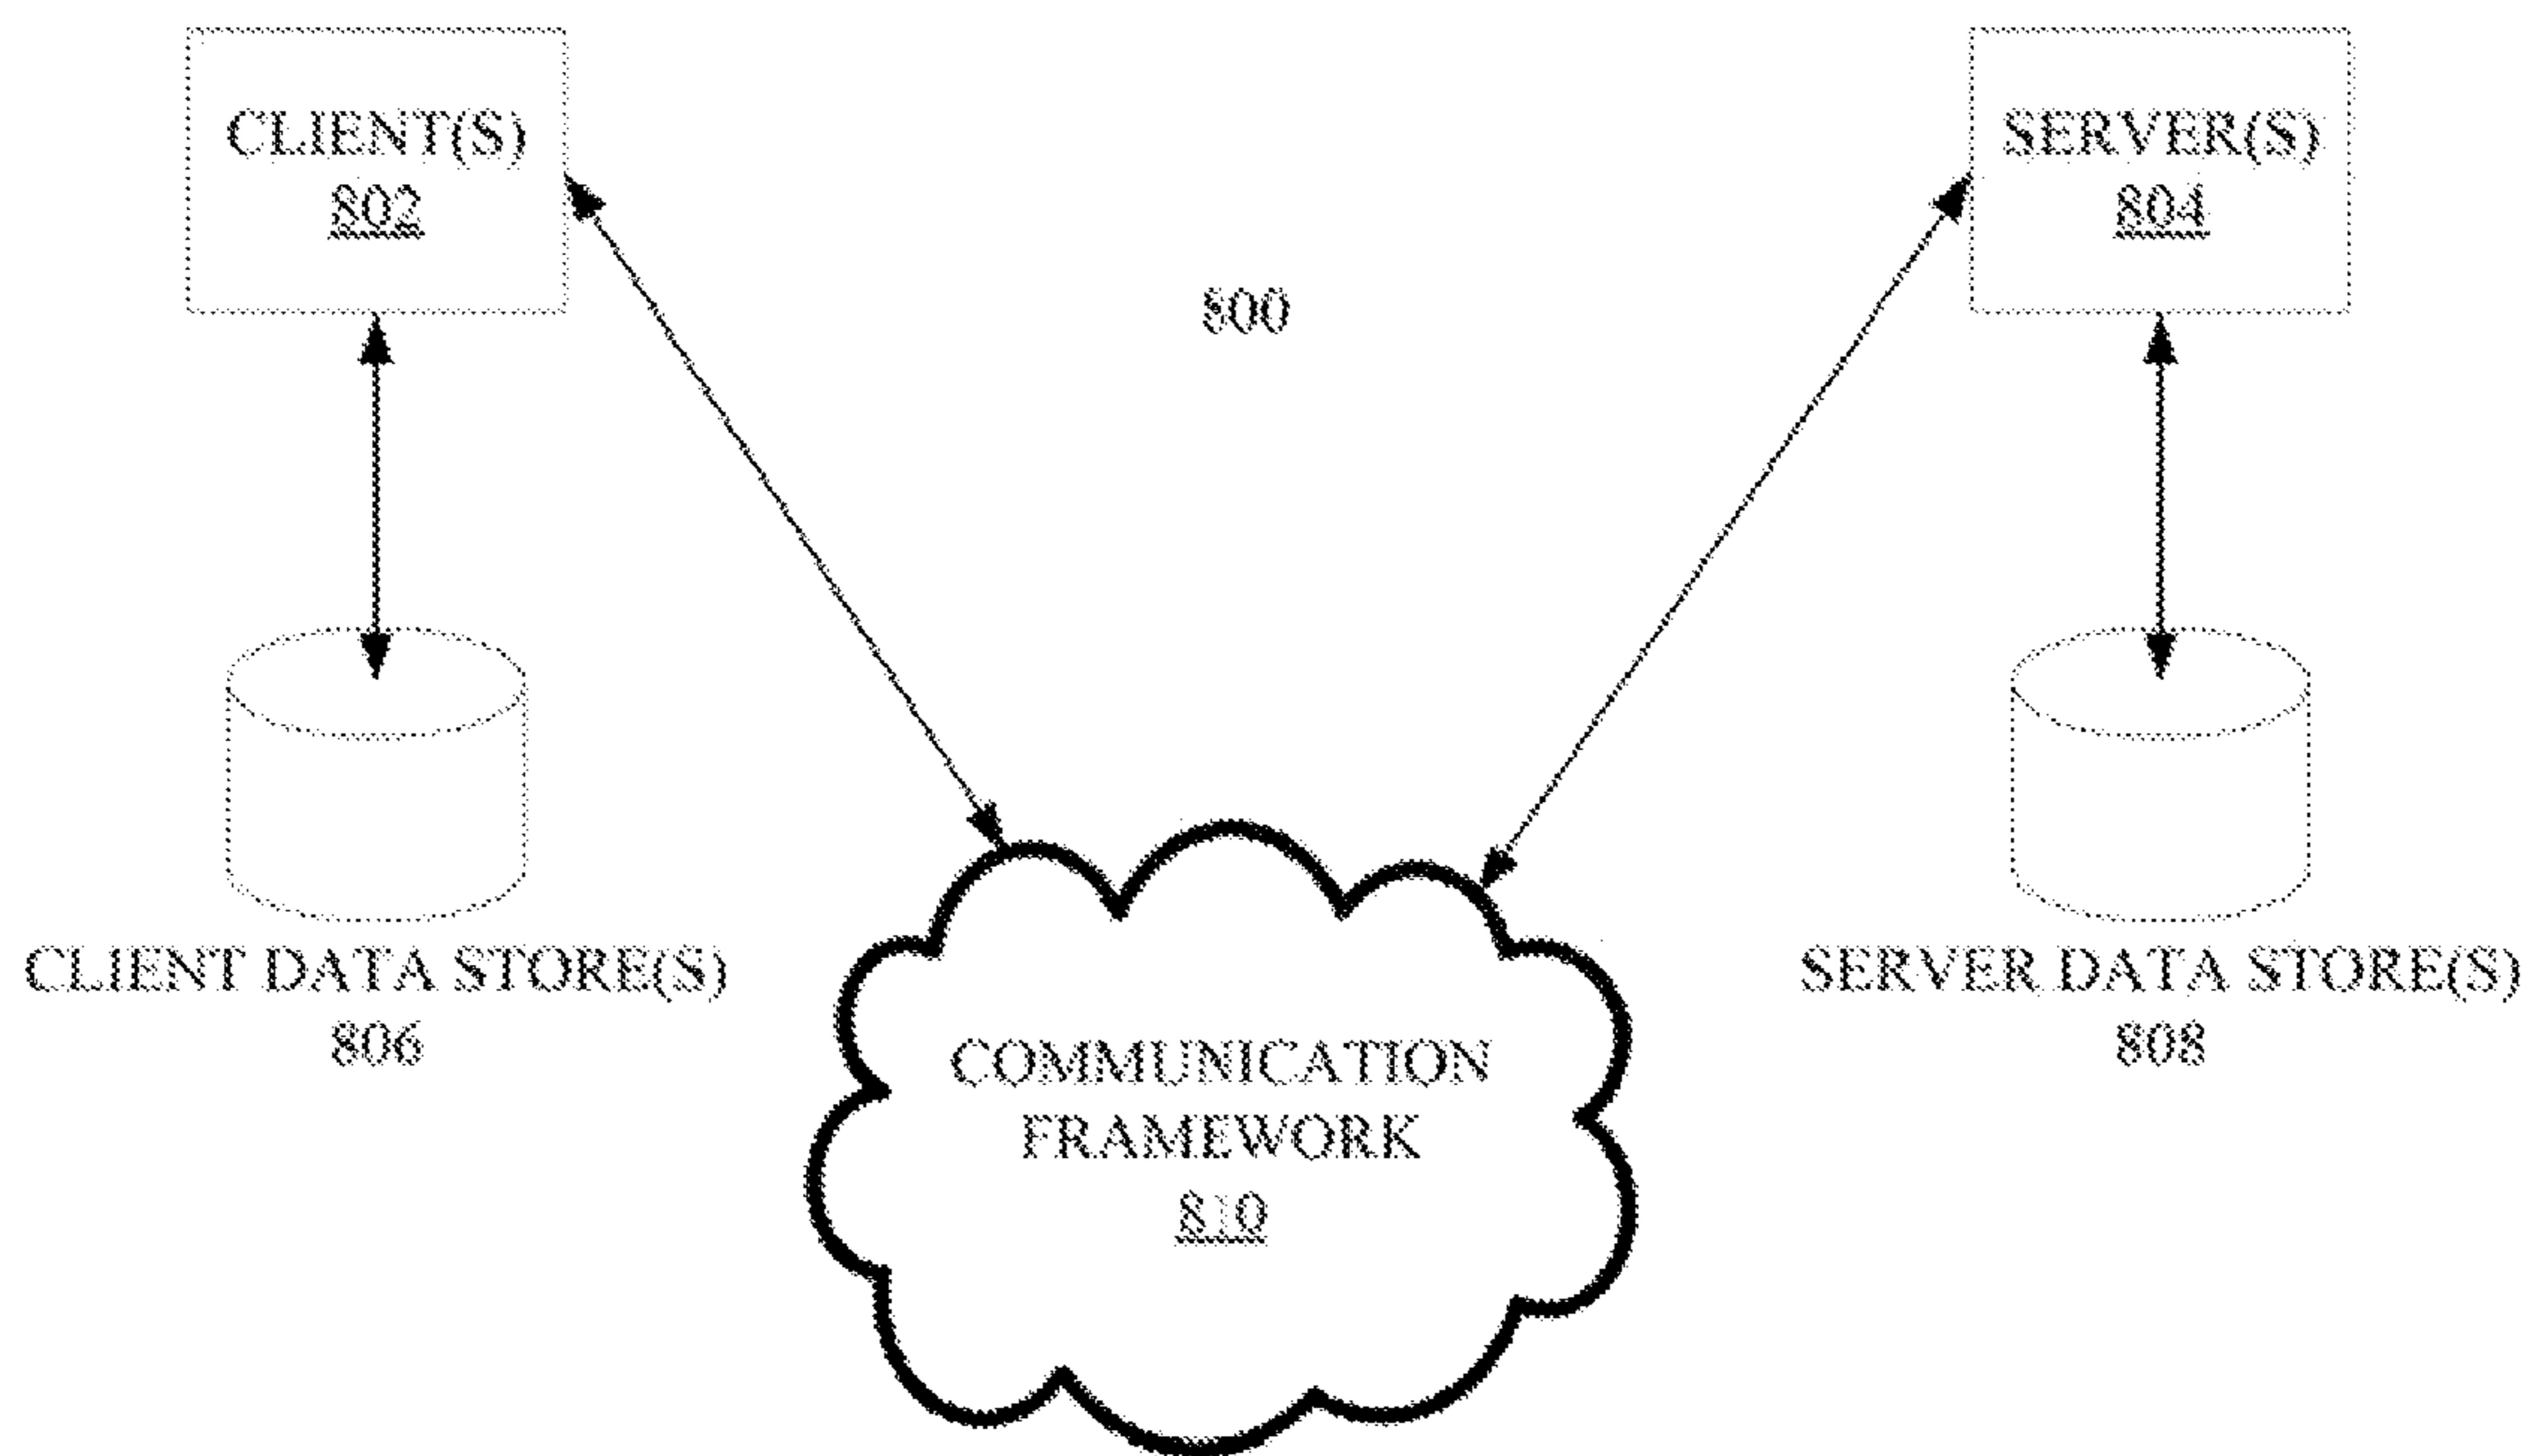 CLIENT(S)
802
SERVER(S)
804
800
CLIENT DATA STORE(S)
806
SERVER DATA STORE(S)
808
COMMUNICATION
FRAMEWORK
810